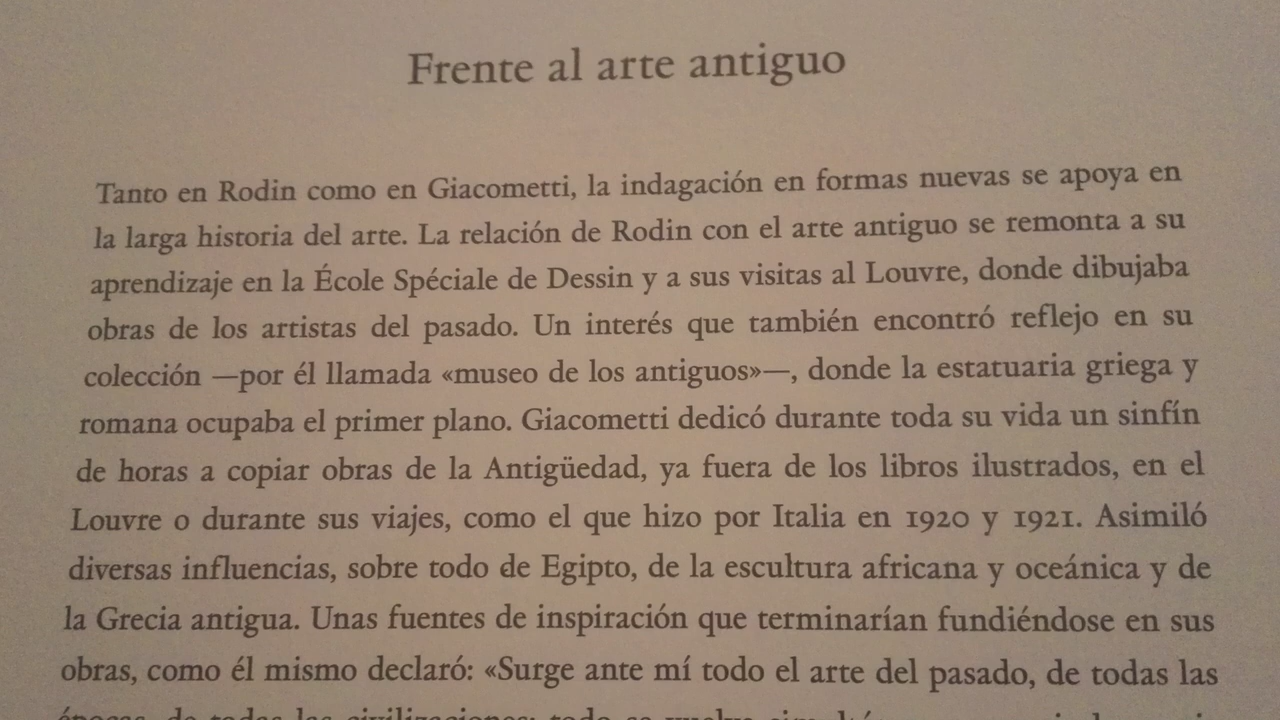 Frente al arte antiguo
Tanto en Rodin como en Giacometti, la indagación en formas nuevas se apoya en
la larga historia del arte. La relación de Rodin con el arte antiguo se remonta a su
aprendizaje en la École Spéciale de Dessin y a sus visitas al Louvre, donde dibujaba
obras de los artistas del pasado. Un interés que también encontró reflejo en su
colección —por él llamada «museo de los antiguos»—, donde la estatuaria griega y
romana ocupaba el primer plano. Giacometti dedicó durante toda su vida un sinfín
de horas a copiar obras de la Antigüedad, ya fuera de los libros ilustrados, en el
Louvre o durante sus viajes, como el que hizo por Italia en 1920 y 1921. Asimiló
diversas influencias, sobre todo de Egipto, de la escultura africana y oceánica y de
la Grecia antigua. Unas fuentes de inspiración que terminarían fundiéndose en sus
obras, como él mismo declaró: «Surge ante mí todo el arte del pasado, de todas las
épocas, de todas las civilizaciones; todo se vuelve